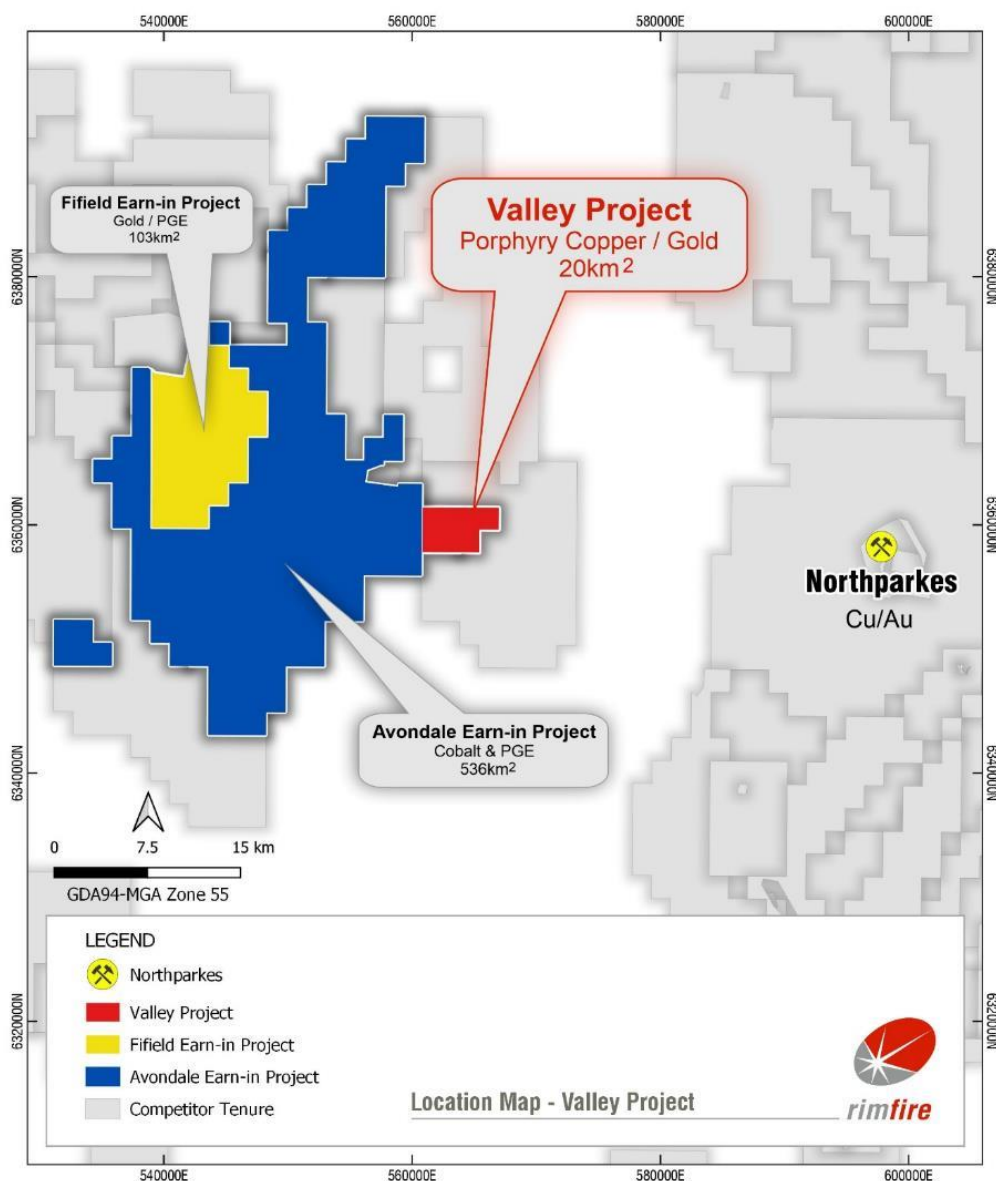 540000E
560000E
580000E
600000E
Fifield Earn-in Project
Gold / PGE
103km²
Valley Project
Porphyry Copper / Gold
20km²
6380000N
6380000N
6360000N
6360000N
Northparkes
Cu/Au
Avondale Earn-in Project
Cobalt & PGE
536km²
6340000N
6340000N
0 7.5 15 km
GDA94-MGA Zone 55
LEGEND
Northparkes
Valley Project
Fifield Earn-in Project
Avondale Earn-in Project
Competitor Tenure
Location Map - Valley Project
rimfire
6320000N
6320000N
540000E
560000E
580000E
600000E